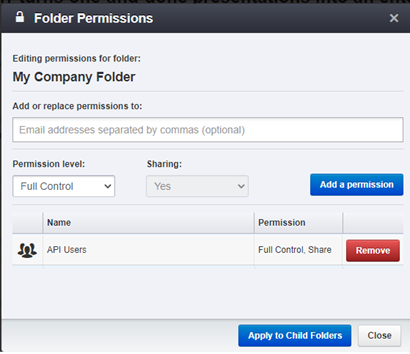 Folder Permissions
Editing permissions for folder:
My Company Folder
Add or replace permissions to:
Email addresses separated by commas (optional)
Permission level: Sharing:
Full Control Yes Add a permission
Name Permission
API Users Full Control, Share Remove
Apply to Child Folders Close